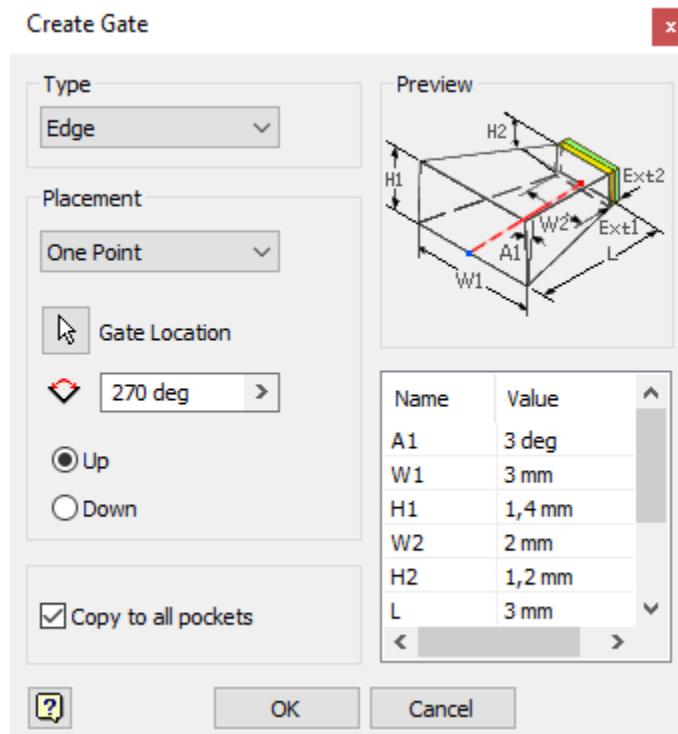 Create Gate
x
Type
Edge
Placement
One Point
Gate Location
270 deg >
Up
Down
Copy to all pockets
Preview
H2
H1
Ext2
W2
Ext1
A1
L
W1
Name Value
A1 3 deg
W1 3 mm
H1 1,4 mm
W2 2 mm
H2 1,2 mm
L 3 mm
? OK Cancel